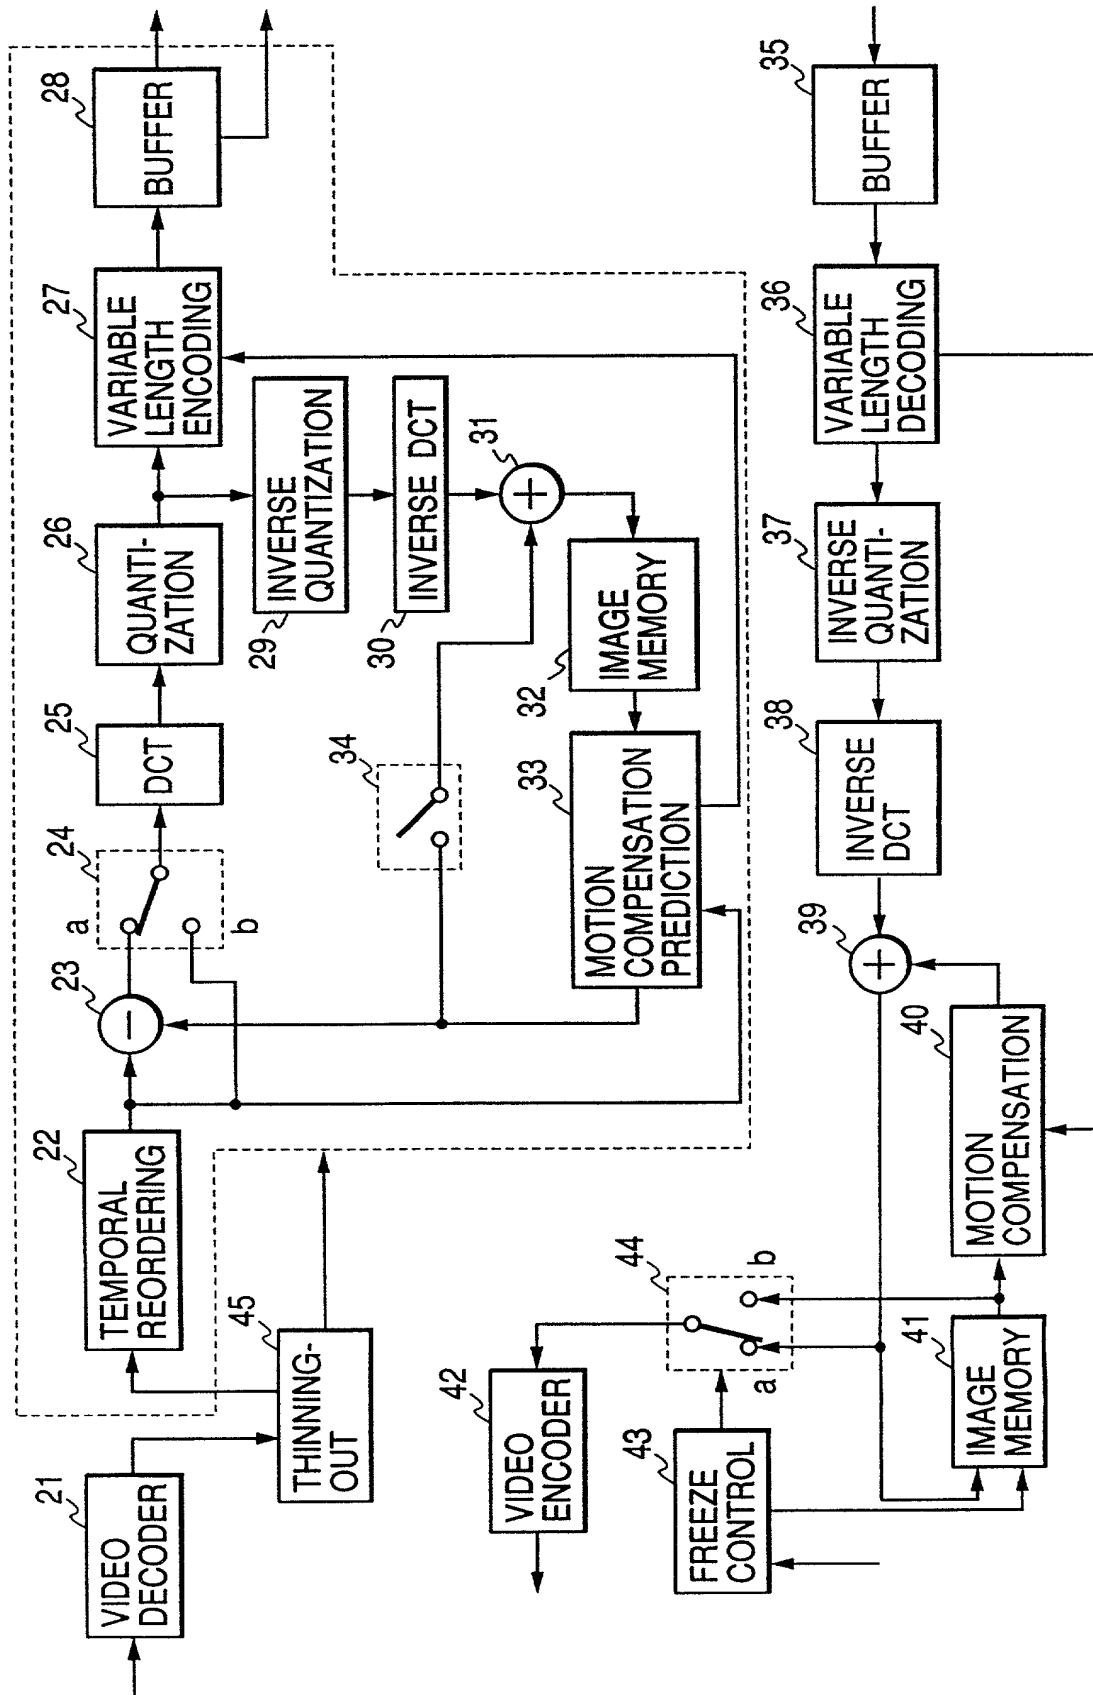 21
VIDEO
DECODER
22
TEMPORAL
REORDERING
45
THINNING-
OUT
23
−
24
a
b
25
DCT
26
QUANTI-
ZATION
27
VARIABLE
LENGTH
ENCODING
28
BUFFER
29
INVERSE
QUANTIZATION
30
INVERSE DCT
31
+
32
IMAGE
MEMORY
33
MOTION
COMPENSATION
PREDICTION
34
42
VIDEO
ENCODER
43
FREEZE
CONTROL
44
a
b
41
IMAGE
MEMORY
40
MOTION
COMPENSATION
39
+
38
INVERSE
DCT
37
INVERSE
QUANTI-
ZATION
36
VARIABLE
LENGTH
DECODING
35
BUFFER